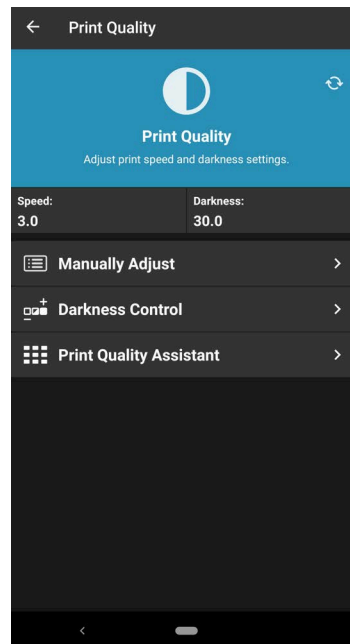 Print Quality
Print Quality
Adjust print speed and darkness settings.
Speed:
3.0
Darkness:
30.0
Manually Adjust
Darkness Control
Print Quality Assistant